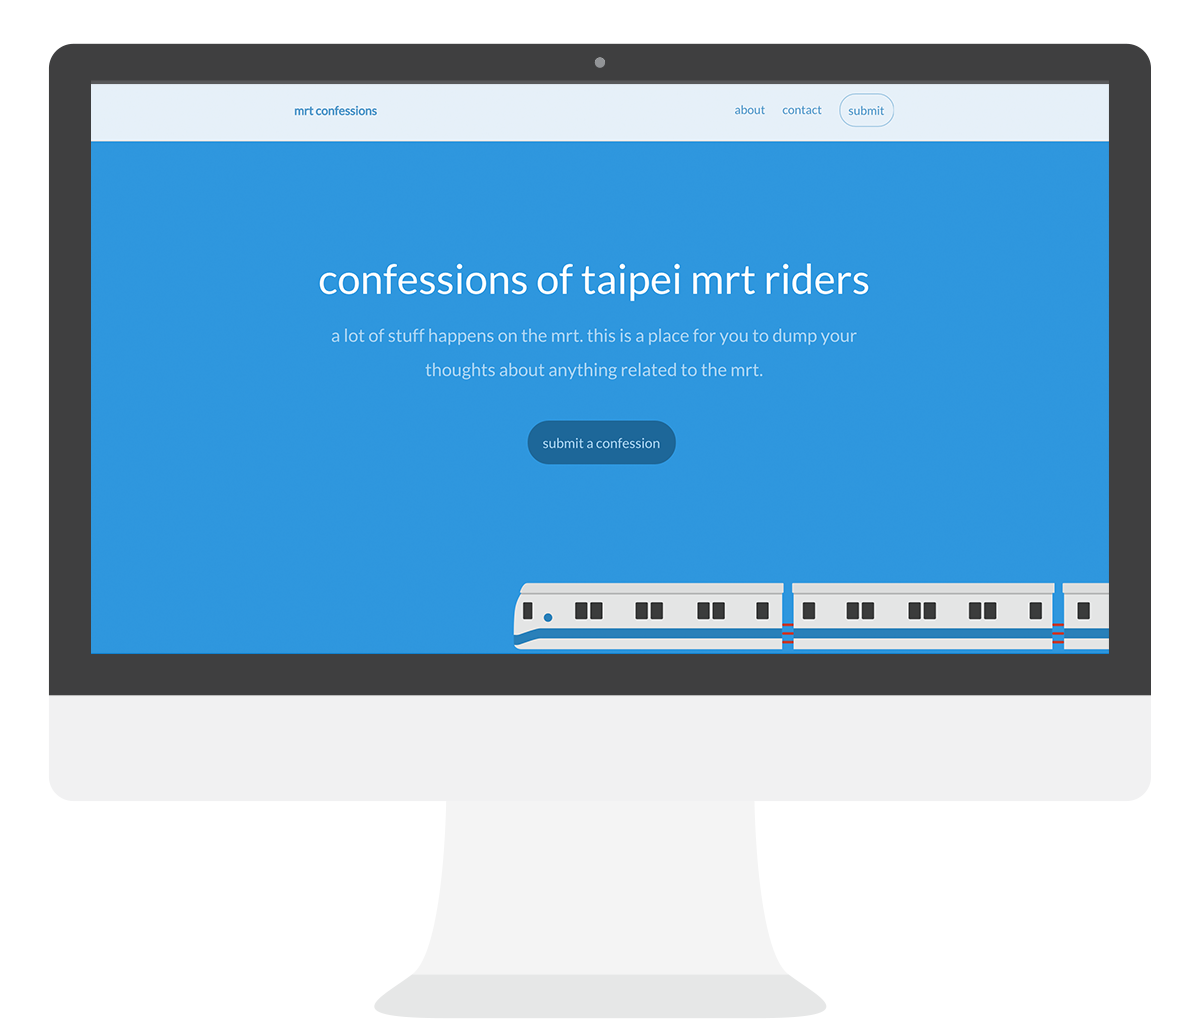 mrt confessions
about contact submit
confessions of taipei mrt riders
a lot of stuff happens on the mrt. this is a place for you to dump your
thoughts about anything related to the mrt.
submit a confession